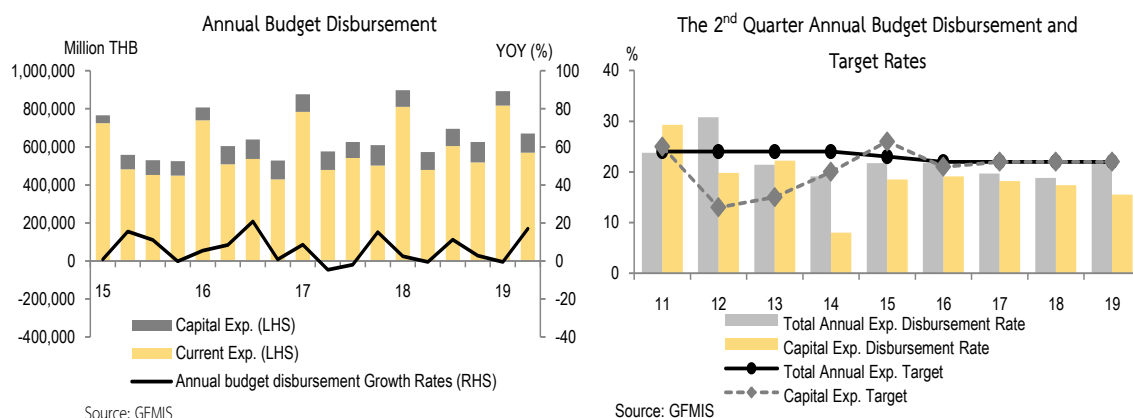 Annual Budget Disbursement
Million THB
YOY (%)
1,000,000
800,000
600,000
400,000
200,000
0
-200,000
-400,000
100
80
60
40
20
0
-20
-40
15 16 17 18 19
Capital Exp. (LHS)
Current Exp. (LHS)
Annual budget disbursement Growth Rates (RHS)
Source: GFMIS
The 2nd Quarter Annual Budget Disbursement and
Target Rates
%
40
30
20
10
0
11 12 13 14 15 16 17 18 19
Total Annual Exp. Disbursement Rate
Capital Exp. Disbursement Rate
Total Annual Exp. Target
Capital Exp. Target
Source: GFMIS